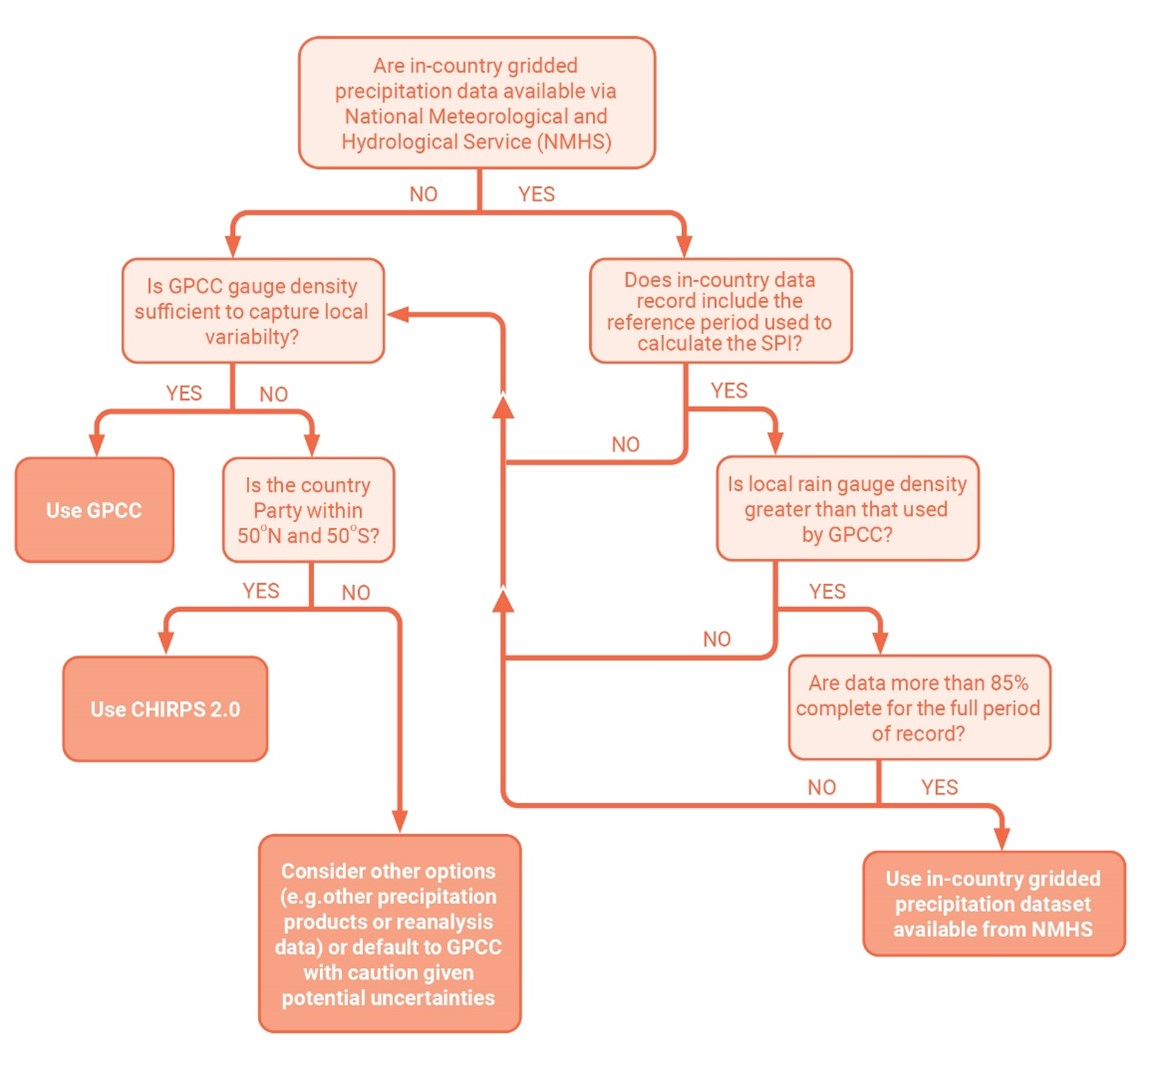 Are in-country gridded
precipitation data available via
National Meteorological and
Hydrological Service (NMHS)
NO
YES
Is GPCC gauge density
sufficient to capture local
variabilty?
Does in-country data
record include the
reference period used to
calculate the SPI?
YES
NO
YES
NO
Use GPCC
Is the country
Party within
50°N and 50°S?
Is local rain gauge density
greater than that used
by GPCC?
YES
NO
YES
NO
Use CHIRPS 2.0
Are data more than 85%
complete for the full period
of record?
NO
YES
Consider other options
(e.g.other precipitation
products or reanalysis
data) or default to GPCC
with caution given
potential uncertainties
Use in-country gridded
precipitation dataset
available from NMHS